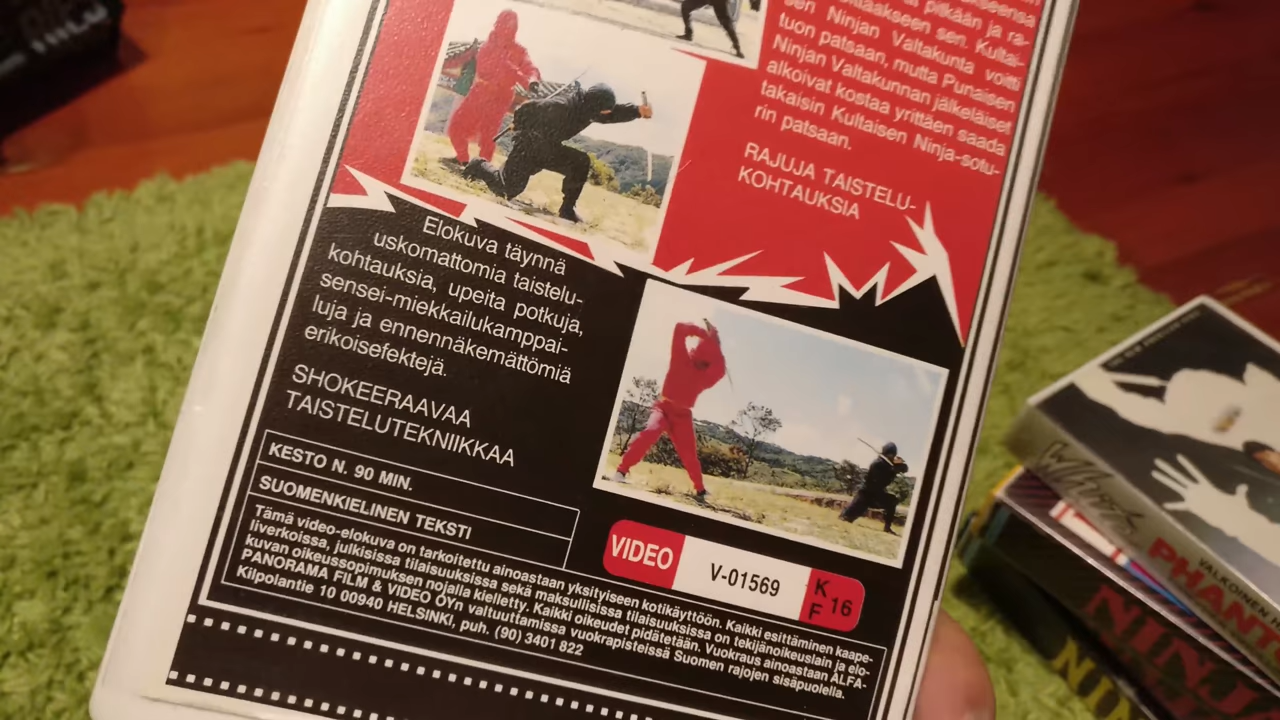 pitkään ja ra-
sen. Kultai-
sen Ninjan Valtakunta voitti
tuon patsaan, mutta Punaisen
Ninjan Valtakunnan jälkeläiset
alkoivat kostaa yrittäen saada
takaisin Kultaisen Ninja-sotu-
rin patsaan.
RAJUJA TAISTELU-
KOHTAUKSIA
Elokuva täynnä
uskomattomia taistelu-
kohtauksia, upeita potkuja,
sensei-miekkailukamppai-
luja ja ennennäkemättömiä
erikoisefektejä.
SHOKEERAAVAA
TAISTELUTEKNIIKKAA
KESTO N. 90 MIN.
SUOMENKIELINEN TEKSTI
VIDEO V-01569 K F 16
Tämä video-elokuva on tarkoitettu ainoastaan yksityiseen kotikäyttöön. Kaikki esittäminen kaape-
liverkoissa, julkisissa tilaisuuksissa sekä maksullisissa tilaisuuksissa on tekijänoikeuslain ja elo-
kuvan oikeussopimuksen nojalla kielletty. Kaikki oikeudet pidätetään. Vuokraus ainoastaan ALFA-
PANORAMA FILM & VIDEO OYn valtuuttamissa vuokrapisteissä Suomen rajojen sisäpuolella.
Kilpolantie 10 00940 HELSINKI, puh. (90) 3401 822
VALKOINEN
PHANT
NINJ
NIN